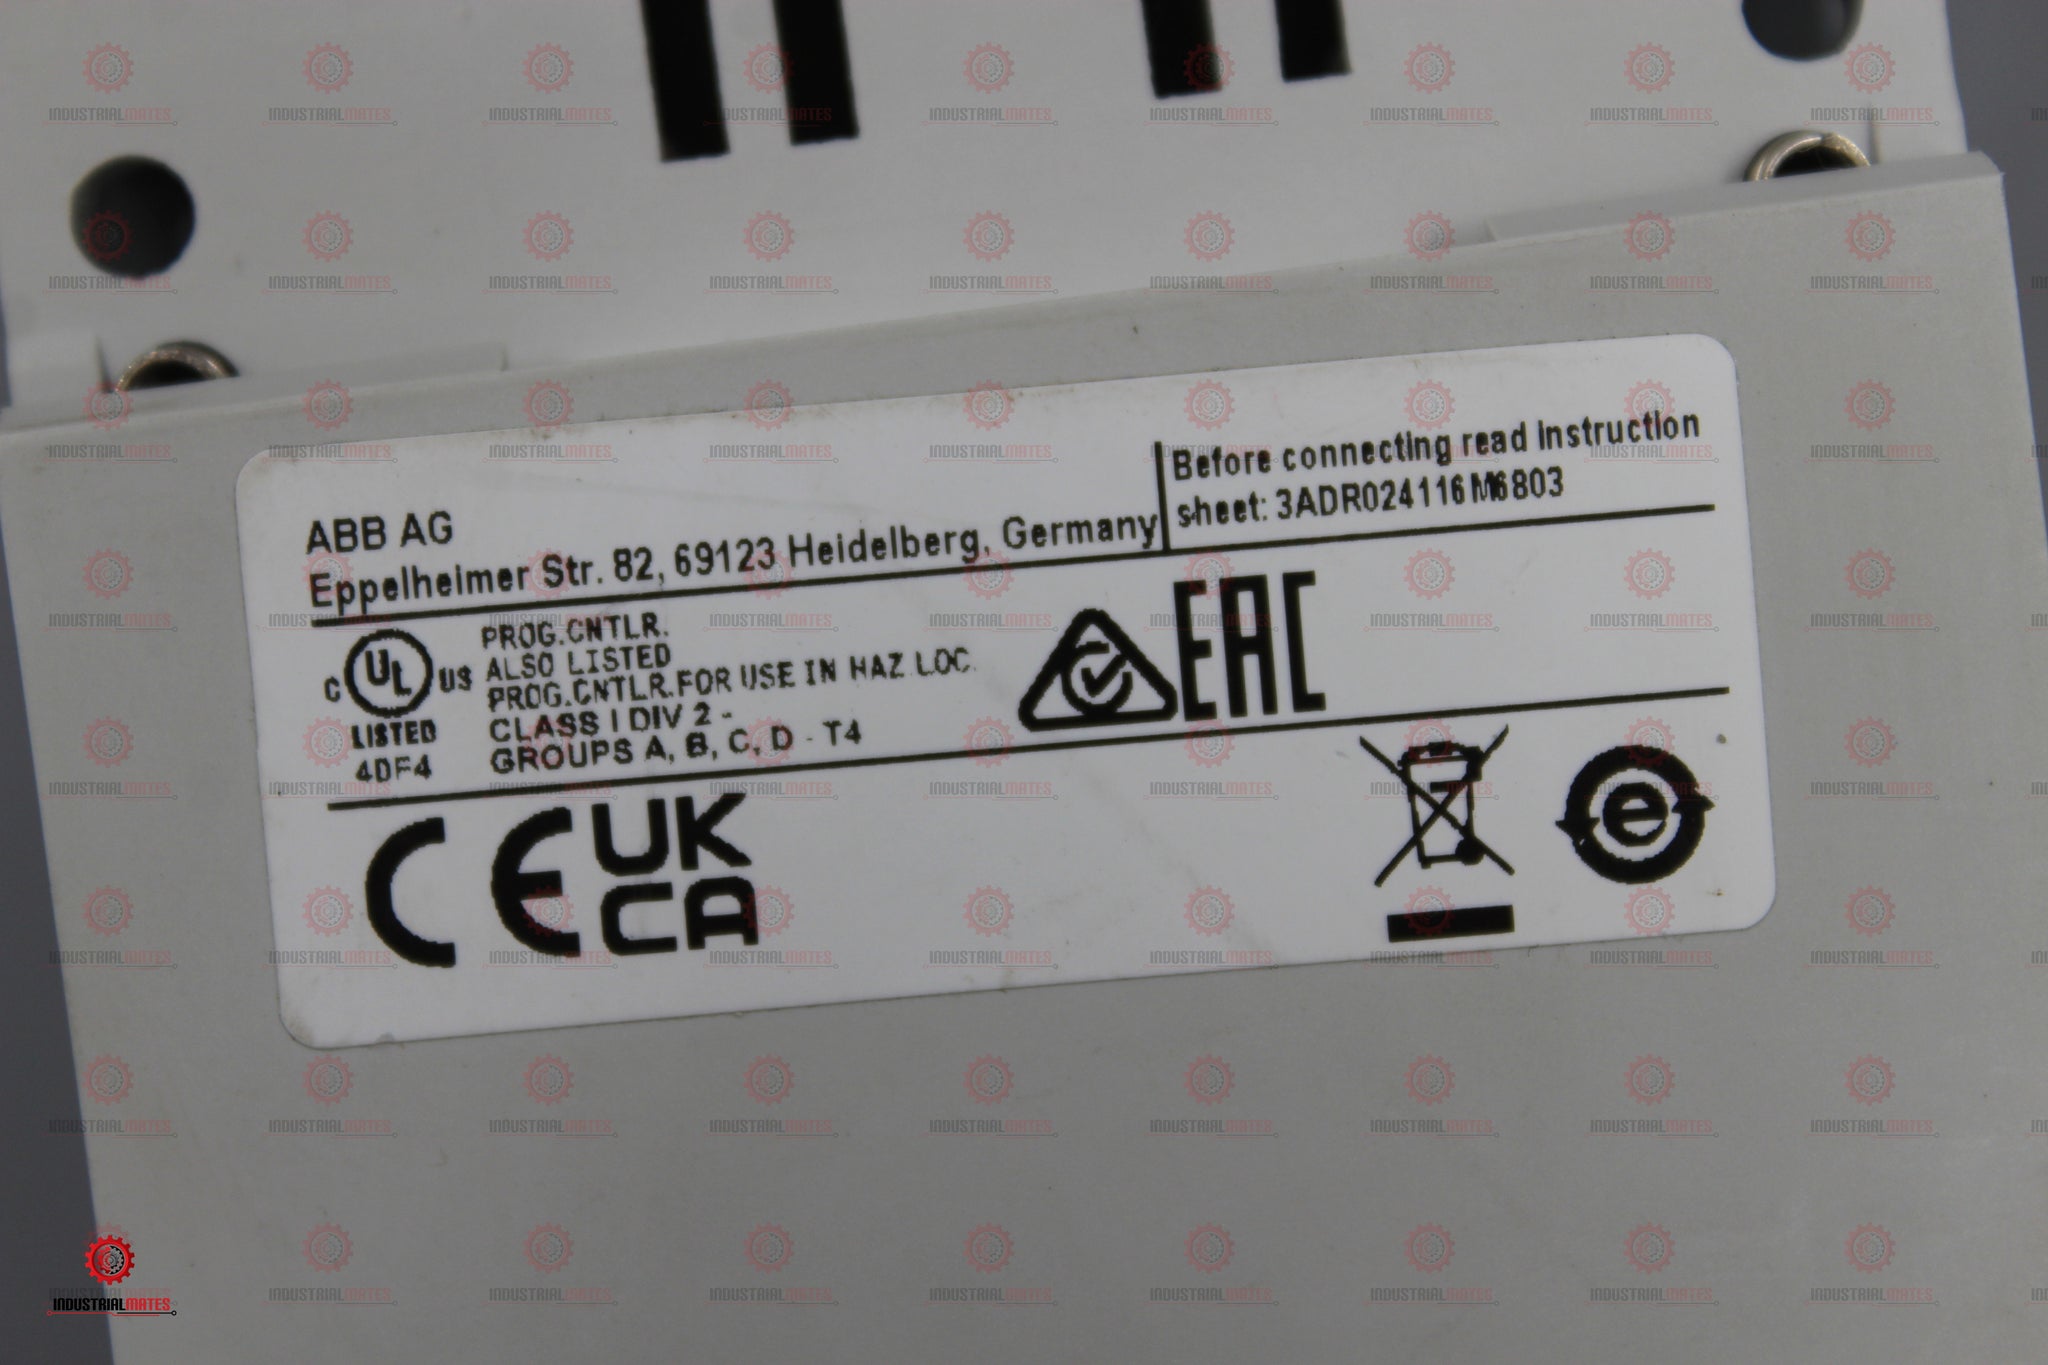 ABB AG
Eppelheimer Str. 82, 69123 Heidelberg, Germany
Before connecting read instruction
sheet: 3ADR024116M6803
C UL US
LISTED
4DF4
PROG.CNTLR.
ALSO LISTED
PROG.CNTLR.FOR USE IN HAZ.LOC.
CLASS I DIV 2 -
GROUPS A, B, C, D - T4
EAC
CE
UK
CA
e
INDUSTRIALMATES